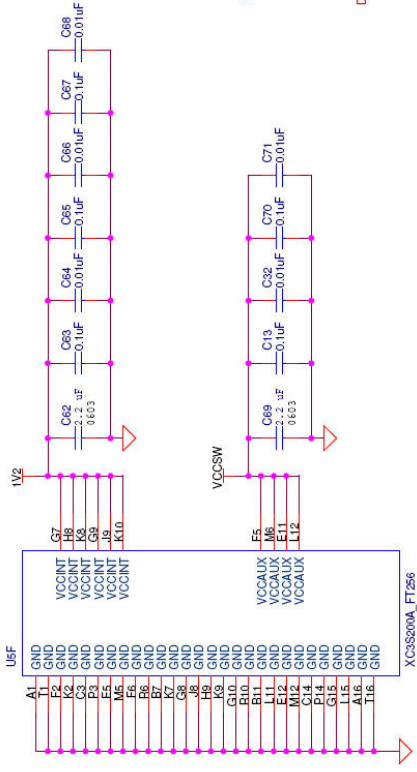 U5F
A1 GND
T1 GND
F2 GND
K2 GND
C3 GND
P3 GND
E5 GND
M5 GND
F6 GND
R6 GND
B7 GND
K7 GND
G8 GND
J8 GND
H9 GND
K9 GND
G10 GND
R10 GND
B11 GND
L11 GND
E12 GND
M12 GND
C14 GND
P14 GND
G15 GND
L15 GND
A16 GND
T16 GND
VCCINT G7
VCCINT H8
VCCINT K8
VCCINT G9
VCCINT J9
VCCINT K10
VCCAUX F5
VCCAUX M6
VCCAUX E11
VCCAUX L12
XC3S200A_FT256
1V2
C62
2.2 uF
0603
C63
0.1uF
C64
0.01uF
C65
0.1uF
C66
0.01uF
C67
0.1uF
C68
0.01uF
VCCSW
C69
2.2 uF
0603
C13
0.1uF
C32
0.01uF
C70
0.1uF
C71
0.01uF